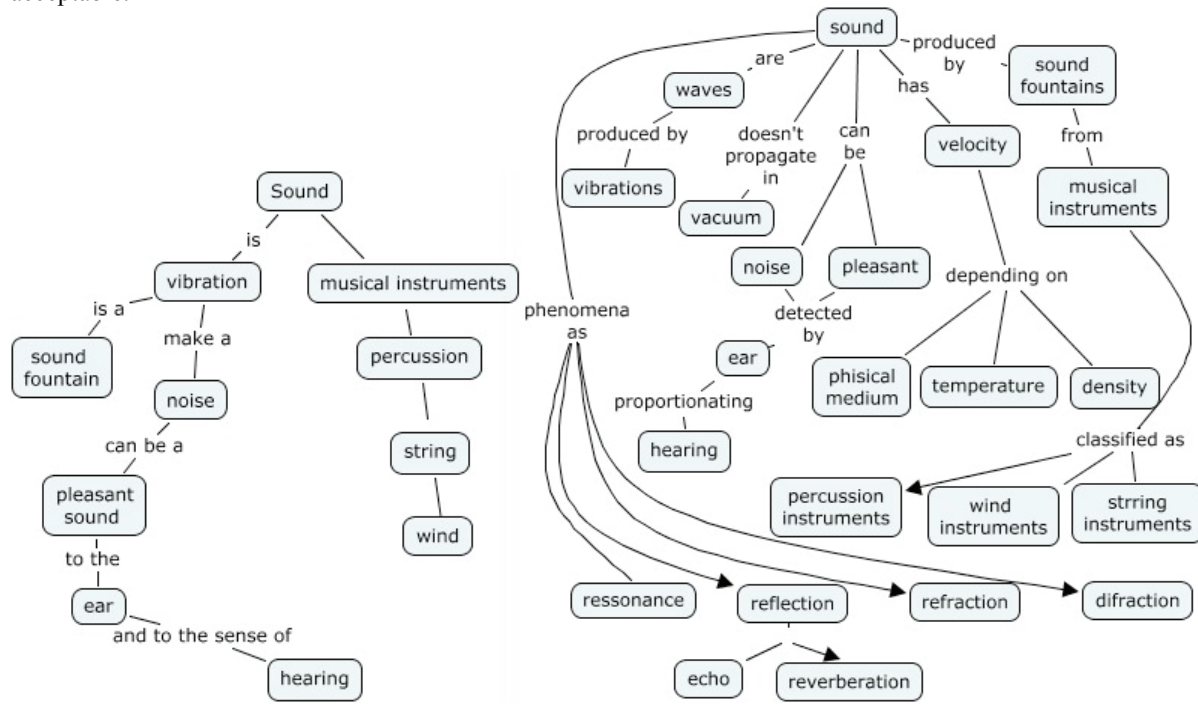 Sound
is
vibration
musical instruments
is a
make a
sound
fountain
percussion
noise
can be a
string
pleasant
sound
wind
to the
ear
and to the sense of
hearing
sound
are
produced
by
waves
sound
fountains
has
produced by
doesn't
propagate
in
can
be
velocity
from
vibrations
vacuum
musical
instruments
noise
pleasant
depending on
phenomena
as
detected
by
ear
phisical
medium
temperature
density
proportionating
hearing
classified as
percussion
instruments
wind
instruments
strring
instruments
ressonance
reflection
refraction
difraction
echo
reverberation